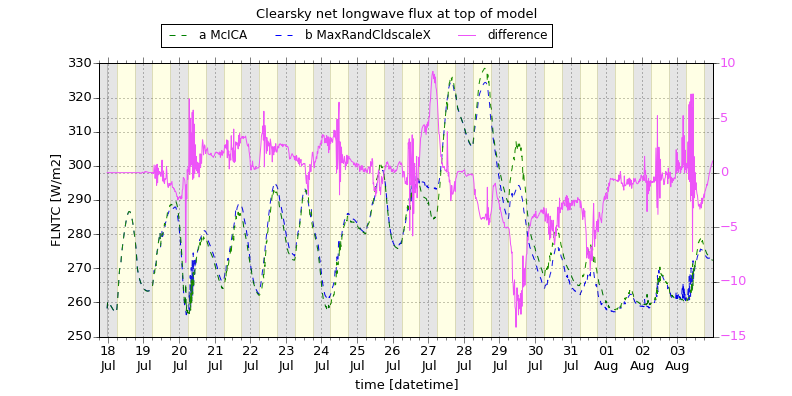 Clearsky net longwave flux at top of model
a McICA b MaxRandCldscaleX difference
330 10
320
5
310
300 0
290
−5
280
270 −10
260
250 −15
FLNTC [W/m2]
18 19 20 21 22 23 24 25 26 27 28 29 30 31 01 02 03
Jul Jul Jul Jul Jul Jul Jul Jul Jul Jul Jul Jul Jul Jul Aug Aug Aug
time [datetime]